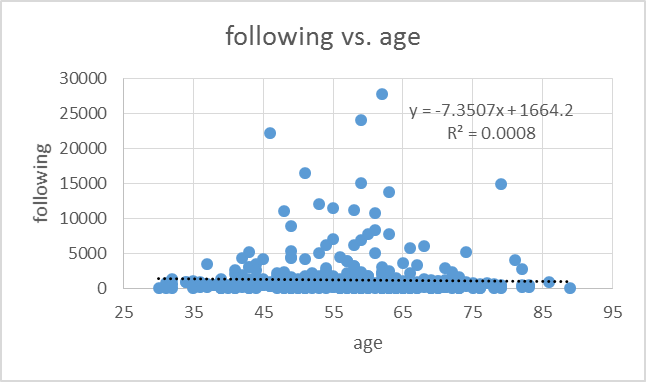 following vs. age
30000
25000
20000
15000
10000
5000
0
following
y = -7.3507x + 1664.2
R² = 0.0008
25 35 45 55 65 75 85 95
age